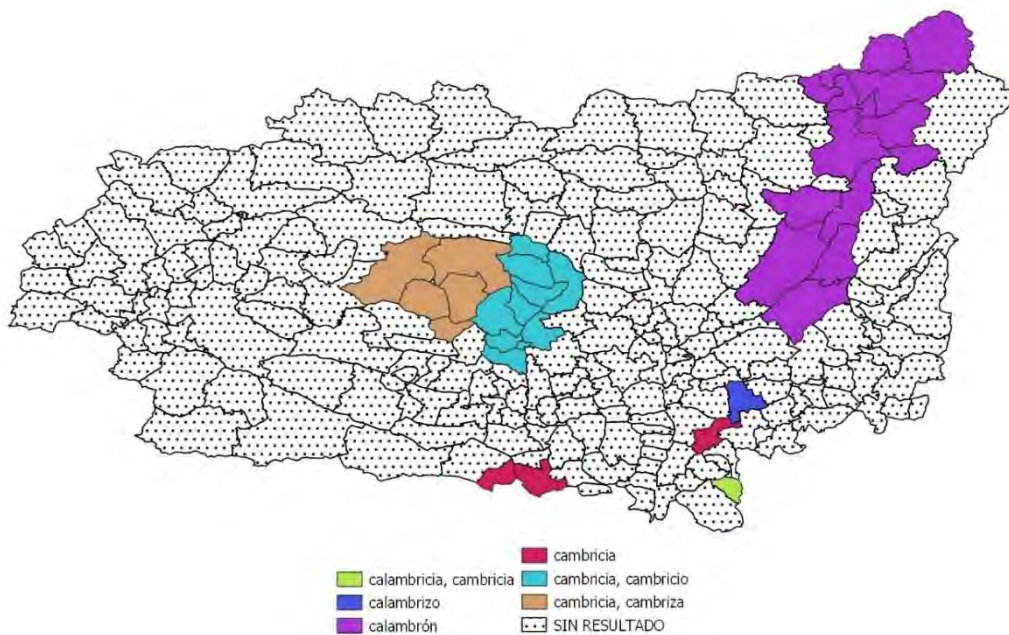 calambricia, cambricia
calambrizo
calambrón
cambricia
cambricia, cambricio
cambricia, cambriza
SIN RESULTADO